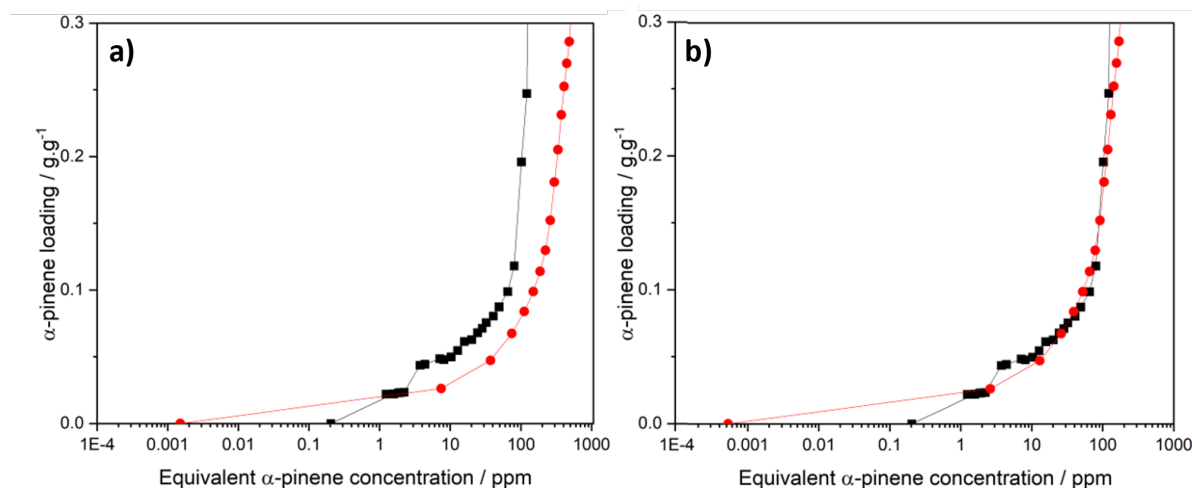 a)
0.3
0.2
0.1
0.0
α-pinene loading / g.g⁻¹
1E-4 0.001 0.01 0.1 1 10 100 1000
Equivalent α-pinene concentration / ppm
b)
0.3
0.2
0.1
0.0
α-pinene loading / g.g⁻¹
1E-4 0.001 0.01 0.1 1 10 100 1000
Equivalent α-pinene concentration / ppm